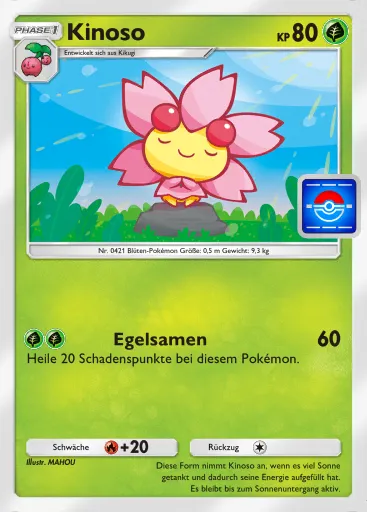 PHASE 1
Kinoso
KP 80
Entwickelt sich aus Kikugi
Nr. 0421 Blüten-Pokémon Größe: 0,5 m Gewicht: 9,3 kg
Egelsamen 60
Heile 20 Schadenspunkte bei diesem Pokémon.
Schwäche +20 Rückzug
Illustr. MAHOU
Diese Form nimmt Kinoso an, wenn es viel Sonne
getankt und dadurch seine Energie aufgefüllt hat.
Es bleibt bis zum Sonnenuntergang aktiv.